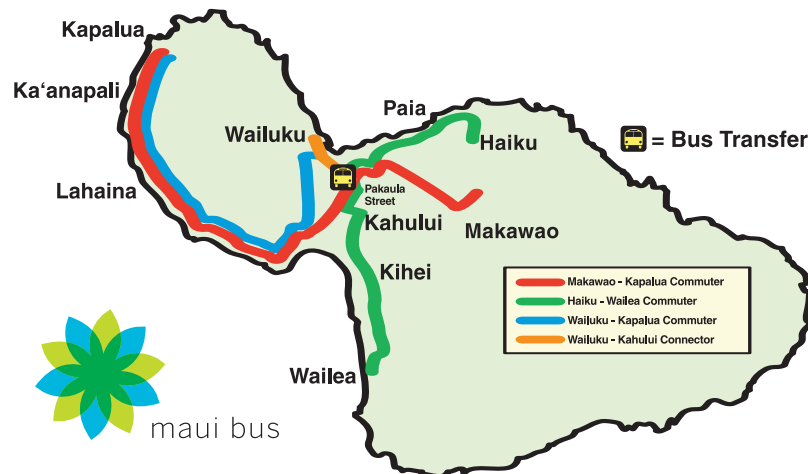 Kapalua
Ka‘anapali
Lahaina
Wailuku
Paia
Haiku
= Bus Transfer
Pakaula
Street
Kahului
Makawao
Kihei
Wailea
Makawao - Kapalua Commuter
Haiku - Wailea Commuter
Wailuku - Kapalua Commuter
Wailuku - Kahului Connector
maui bus